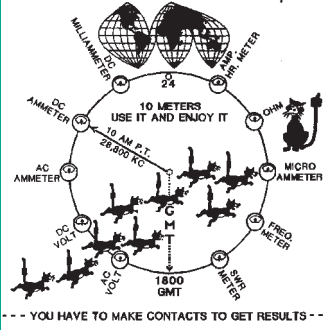 DC
MILLIAMMETER
AMP.
HR. METER
24
DC
AMMETER
10 METERS
USE IT AND ENJOY IT
OHM
10 AM P.T.
28,800 KC
AC
AMMETER
MICRO
AMMETER
GMT
DC
VOLT
FREQ.
METER
AC
VOLT
SWR
METER
1800
GMT
- - - YOU HAVE TO MAKE CONTACTS TO GET RESULTS - - -